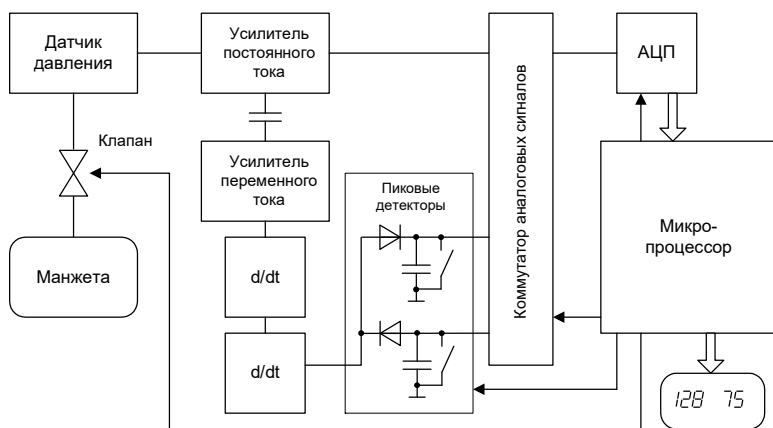 Датчик
давления
Усилитель
постоянного
тока
АЦП
Клапан
Усилитель
переменного
тока
Пиковые
детекторы
Коммутатор аналоговых сигналов
Микро-
процессор
Манжета
d/dt
d/dt
128 75